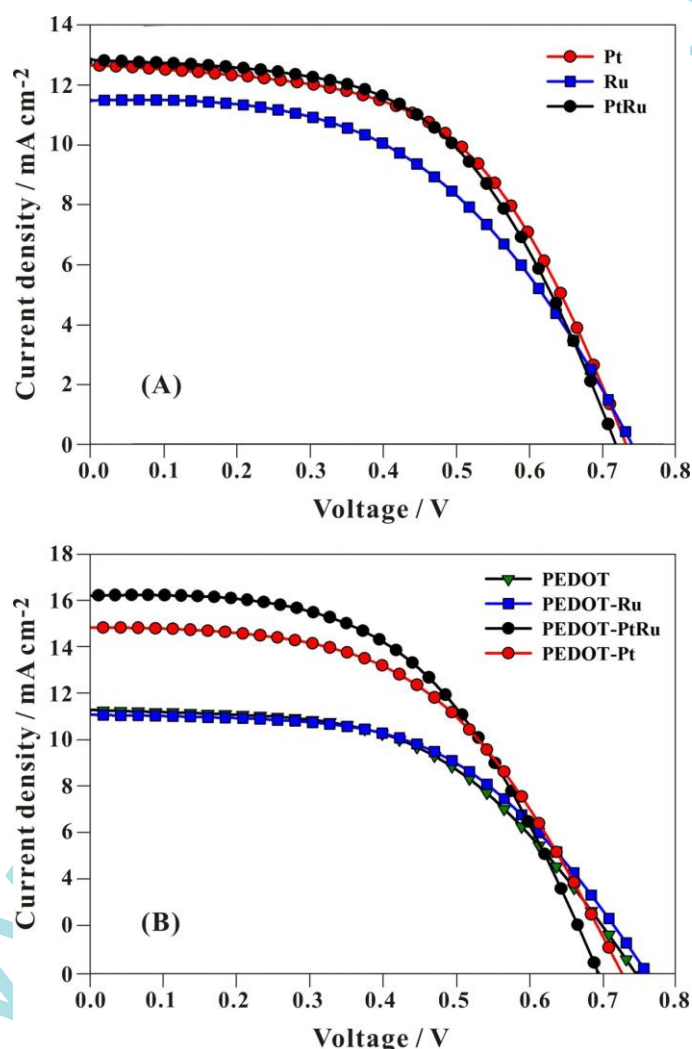 14
12
10
8
6
4
2
0
Current density / mA cm-2
Pt
Ru
PtRu
(A)
0.0 0.1 0.2 0.3 0.4 0.5 0.6 0.7 0.8
Voltage / V
18
16
14
12
10
8
6
4
0
0
Current density / mA cm-2
PEDOT
PEDOT-Ru
PEDOT-PtRu
PEDOT-Pt
(B)
0.0 0.1 0.2 0.3 0.4 0.5 0.6 0.7 0.8
Voltage / V